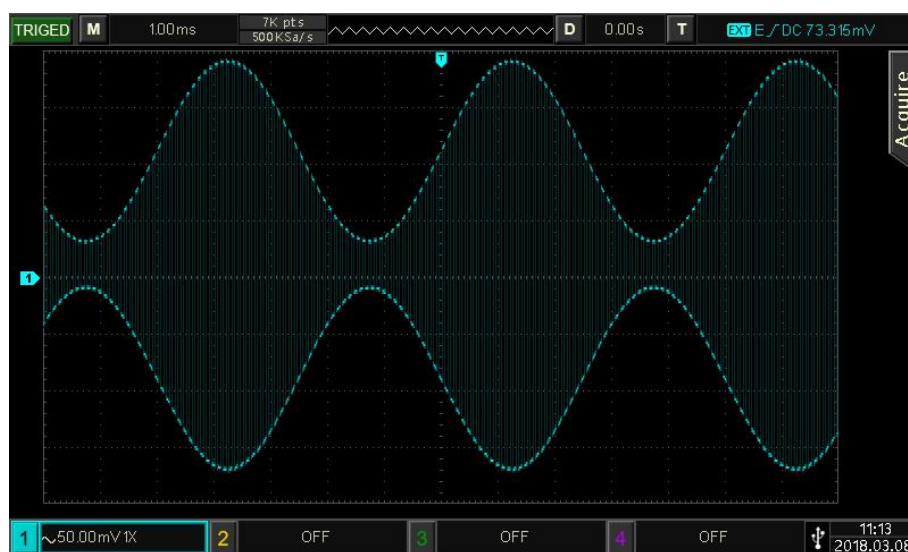 TRIGED M 1.00ms 7K pts D 0.00s T EXT E DC 73.315mV
500KSa/s
T
Acquire
1
1 50.00mV 1X 2 OFF 3 OFF 4 OFF 11:13
2018.03.08